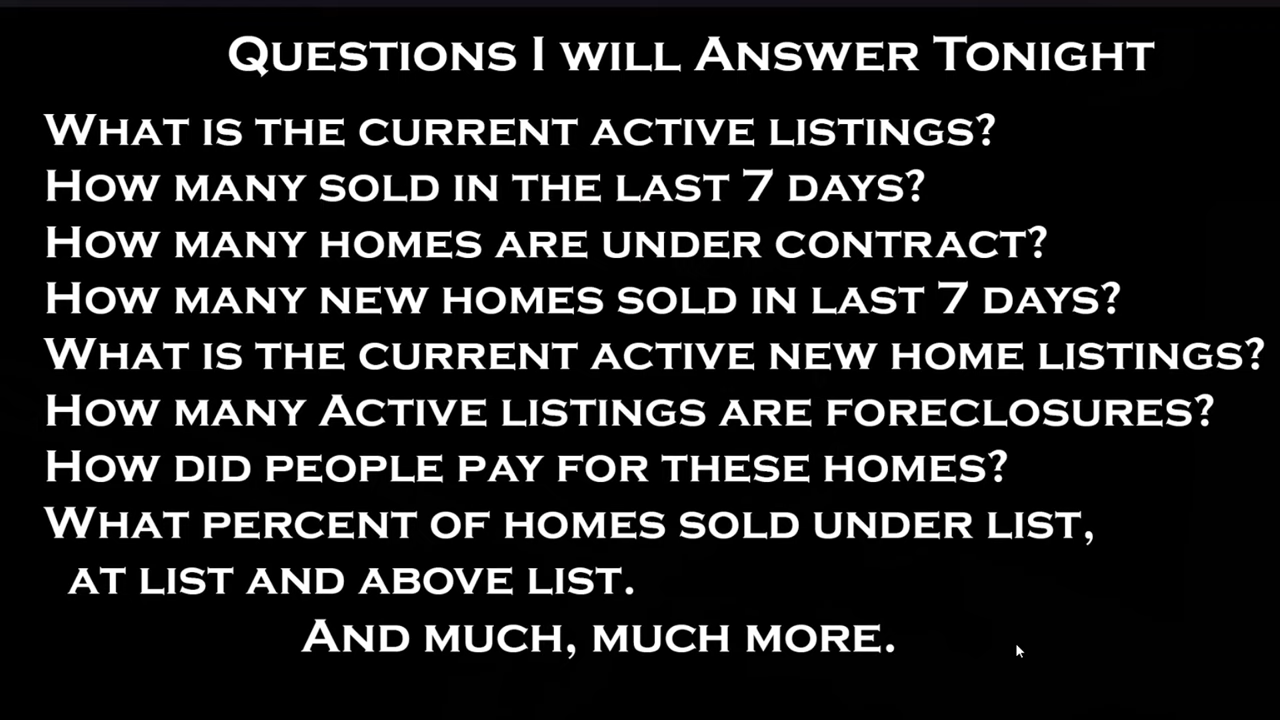 Questions I will Answer Tonight
What is the current active listings?
How many sold in the last 7 days?
How many homes are under contract?
How many new homes sold in last 7 days?
What is the current active new home listings?
How many Active listings are foreclosures?
How did people pay for these homes?
What percent of homes sold under list,
at list and above list.
And much, much more.